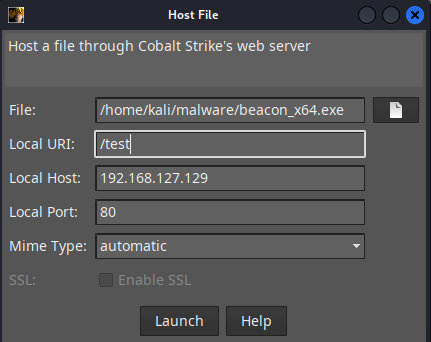 Host File
Host a file through Cobalt Strike's web server
File: /home/kali/malware/beacon_x64.exe
Local URI: /test
Local Host: 192.168.127.129
Local Port: 80
Mime Type: automatic
SSL: Enable SSL
Launch Help